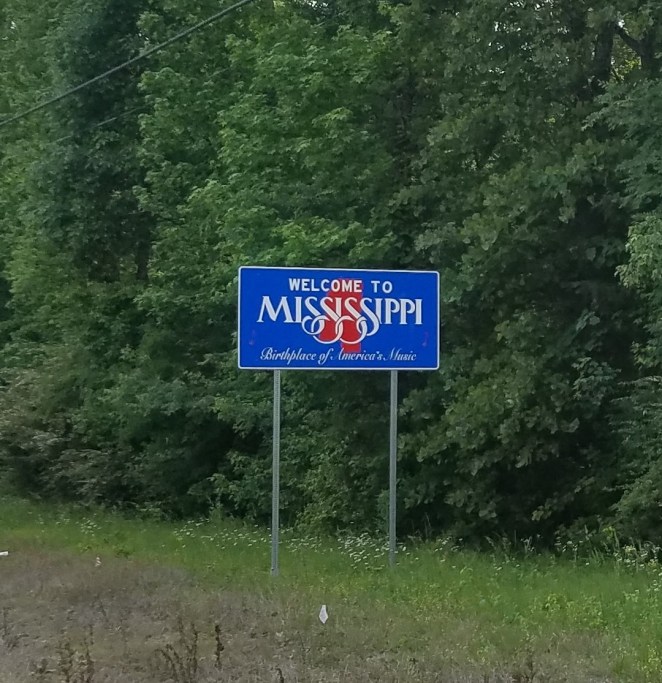 WELCOME TO
MISSISSIPPI
Birthplace of America's Music